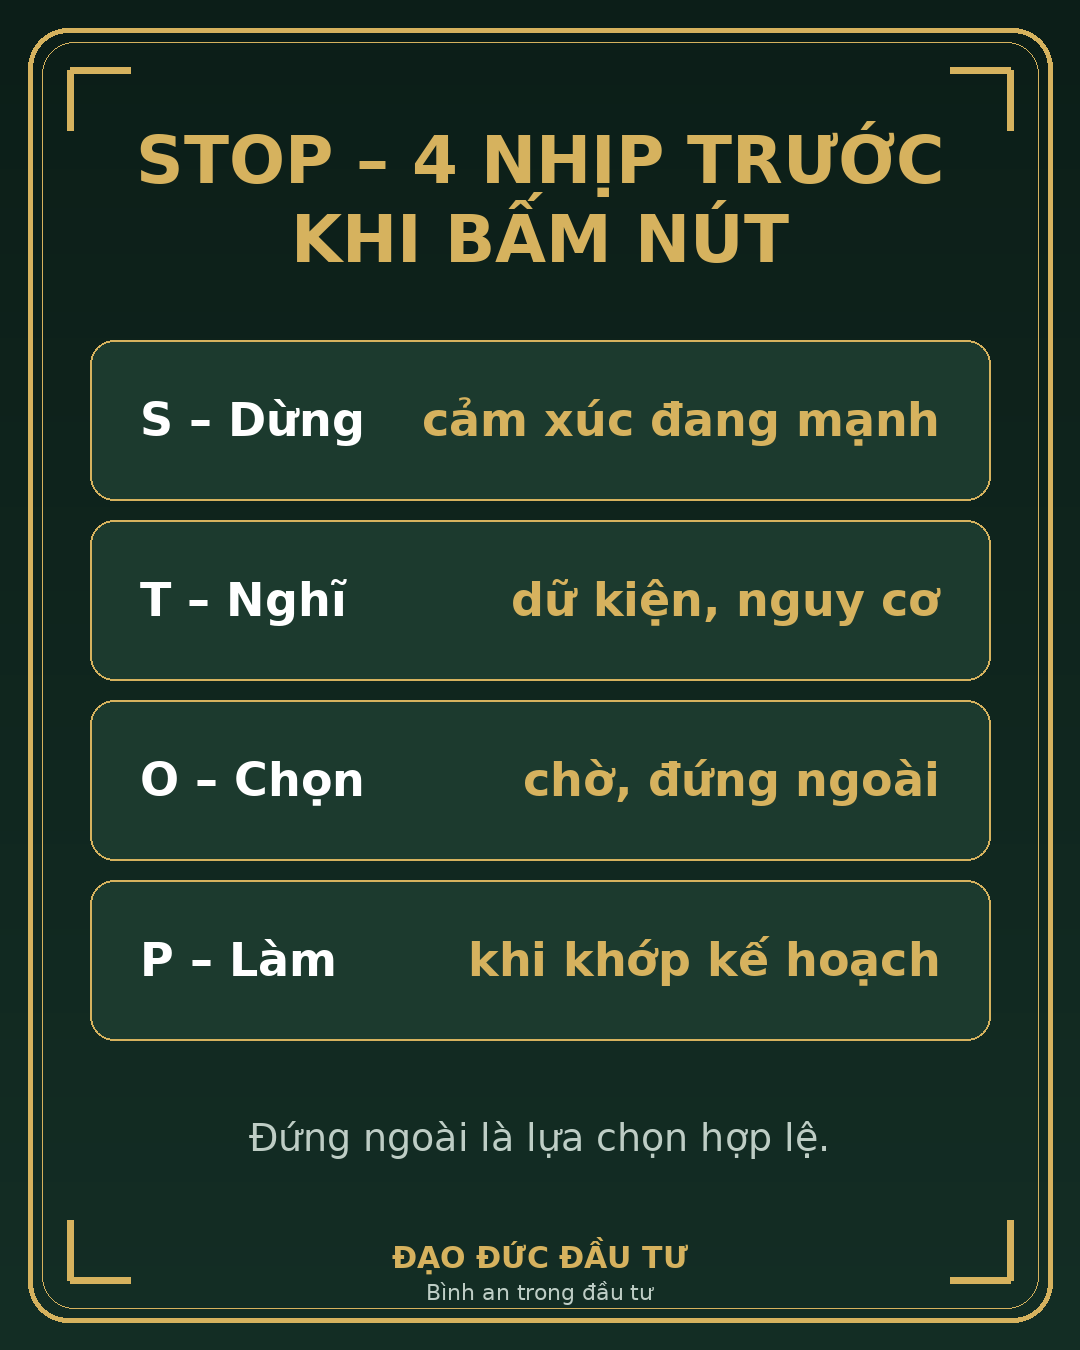 STOP – 4 NHỊP TRƯỚC
KHI BẤM NÚT
S – Dừng cảm xúc đang mạnh
T – Nghĩ dữ kiện, nguy cơ
O – Chọn chờ, đứng ngoài
P – Làm khi khớp kế hoạch
Đứng ngoài là lựa chọn hợp lệ.
ĐẠO ĐỨC ĐẦU TƯ
Bình an trong đầu tư